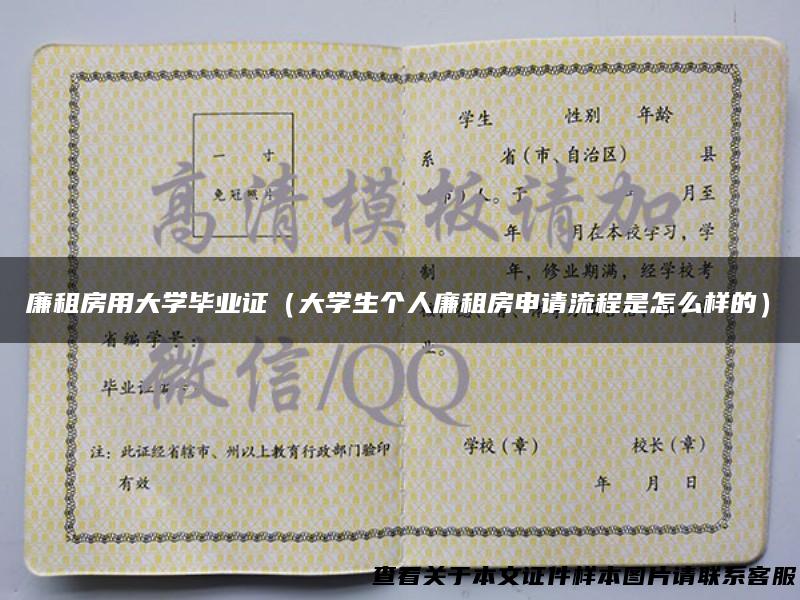 一 寸
免冠照片
省编学号:
毕业证
注: 此证经省辖市、州以上教育行政部门验印
有效
学生 性别 年龄
系 省(市、自治区) 县
人。于 月至
年 月在本校学习, 学
制 年, 修业期满, 经学校考
业。
学校(章) 校长(章)
年 月 日
高清模板请加
微信/QQ
廉租房用大学毕业证(大学生个人廉租房申请流程是怎么样的)
查看关于本文证件样本图片请联系客服